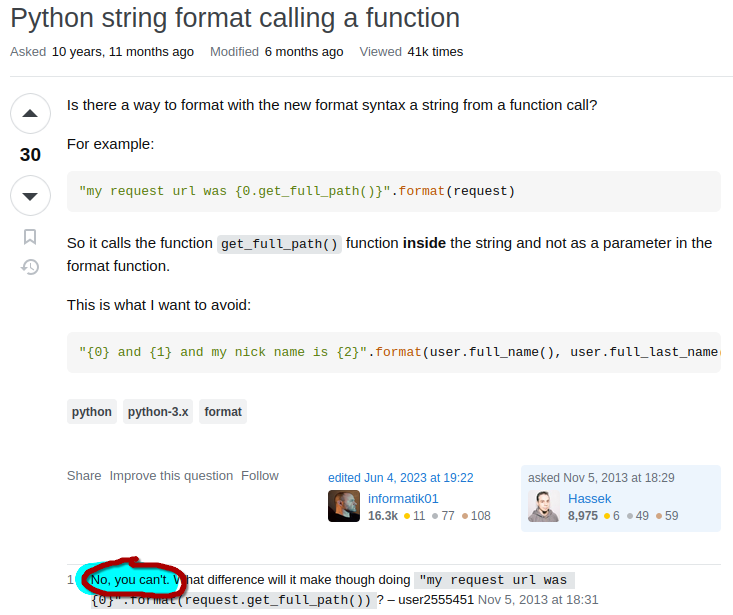 Python string format calling a function
Asked 10 years, 11 months ago Modified 6 months ago Viewed 41k times
Is there a way to format with the new format syntax a string from a function call?
For example:
30
"my request url was {0.get_full_path()}".format(request)
So it calls the function get_full_path() function inside the string and not as a parameter in the
format function.
This is what I want to avoid:
"{0} and {1} and my nick name is {2}".format(user.full_name(), user.full_last_name
python python-3.x format
Share Improve this question Follow
edited Jun 4, 2023 at 19:22
informatik01
16.3k 11 77 108
asked Nov 5, 2013 at 18:29
Hassek
8,975 6 49 59
1 No, you can't. What difference will it make though doing "my request url was
{0}".format(request.get_full_path()) ? – user2555451 Nov 5, 2013 at 18:31